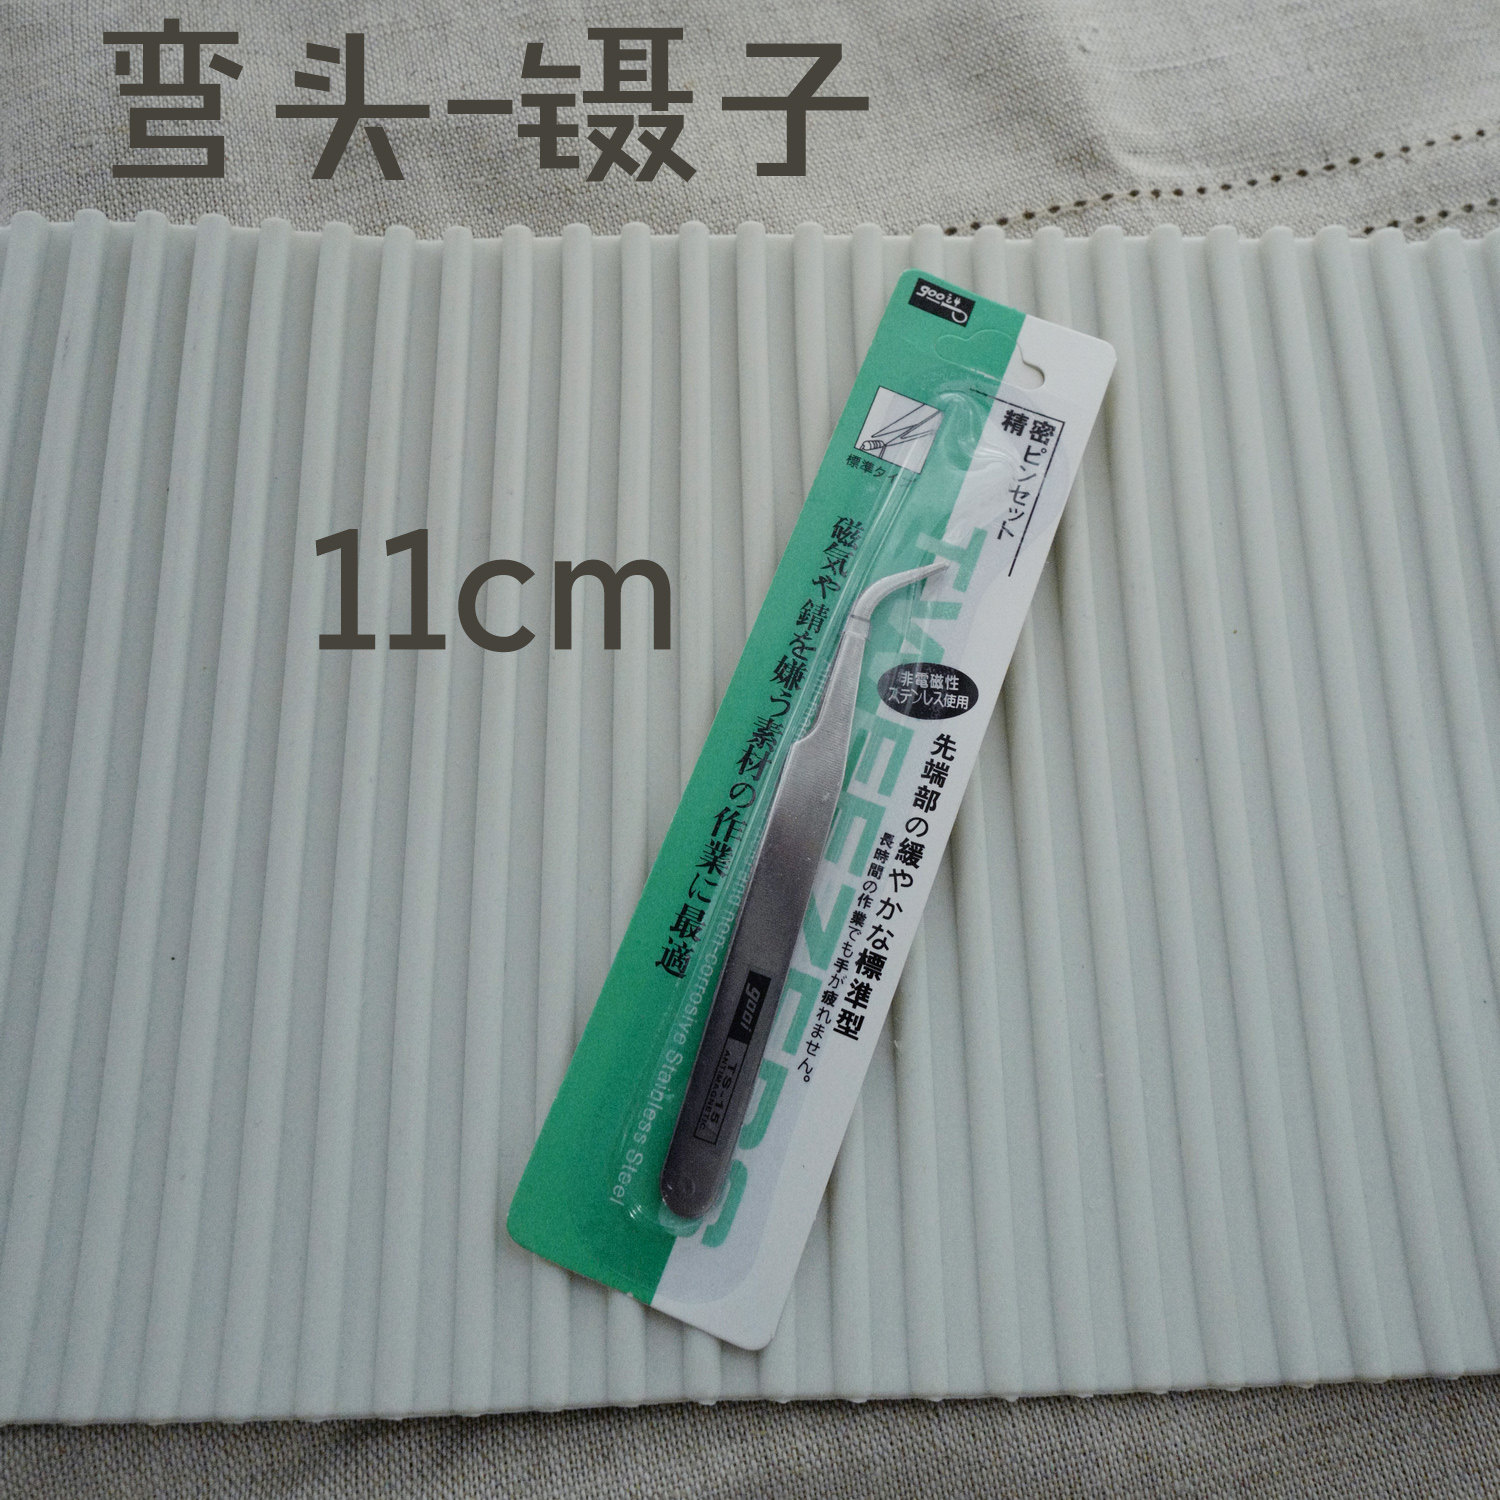 弯头-镊子
11cm
精密ピンセット
標準タイプ
磁気や錆を嫌う素材の作業に最適
非電磁性
ステンレス使用
先端部の緩やかな標準型
長時間の作業でも手が疲れません。
TWEEZERS
non-corrosive Stainless Steel
gooi
TS-15
ANTIMAGNETIC